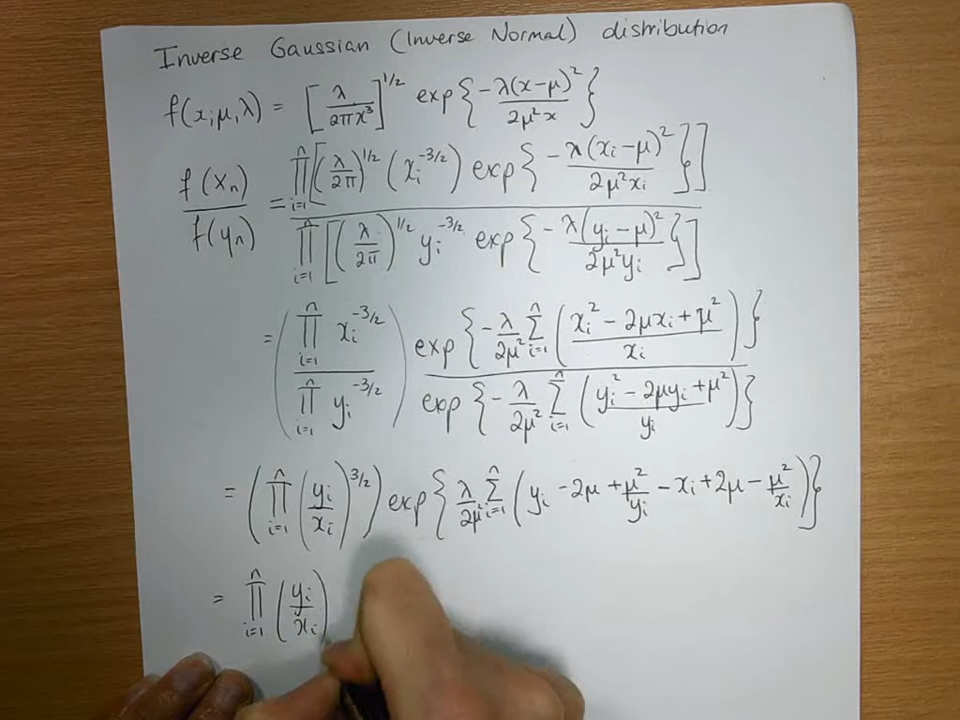 Inverse Gaussian (Inverse Normal) distribution
f(x;μ,λ) = [λ/2πx³]^1/2 exp{-λ(x-μ)²/2μ²x}
f(xₙ)/f(yₙ) = ∏_{i=1}^n [(λ/2π)^1/2 (xᵢ^-3/2) exp{-λ(xᵢ-μ)²/2μ²xᵢ}] / ∏_{i=1}^n [(λ/2π)^1/2 yᵢ^-3/2 exp{-λ(yᵢ-μ)²/2μ²yᵢ}]
= (∏_{i=1}^n xᵢ^-3/2 / ∏_{i=1}^n yᵢ^-3/2) exp{-λ/2μ² ∑_{i=1}^n (xᵢ²-2μxᵢ+μ²/xᵢ)} / exp{-λ/2μ² ∑_{i=1}^n (yᵢ²-2μyᵢ+μ²/yᵢ)}
= (∏_{i=1}^n (yᵢ/xᵢ)^3/2) exp{λ/2μ² ∑_{i=1}^n (yᵢ-2μ+μ²/yᵢ-xᵢ+2μ-μ²/xᵢ)}
= ∏_{i=1}^n (yᵢ/xᵢ)